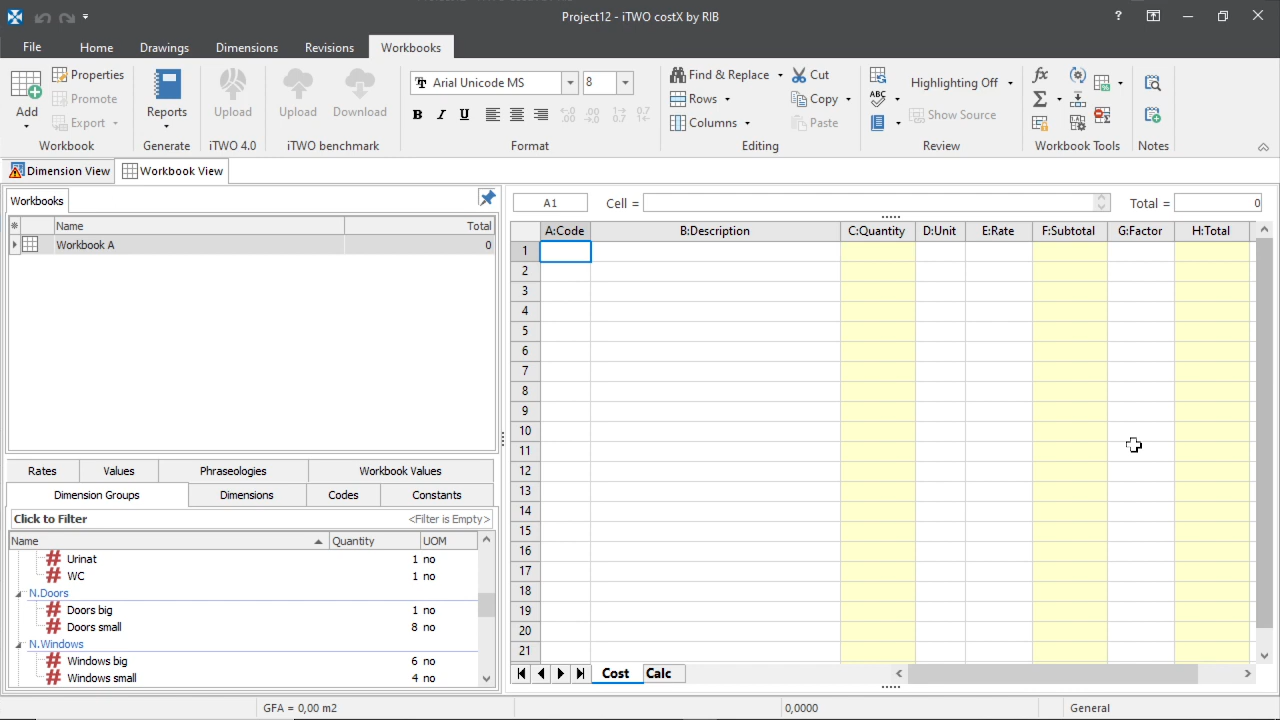 Project12 - iTWO costX by RIB
?
File Home Drawings Dimensions Revisions Workbooks
Add
Properties
Promote
Export
Workbook
Reports
Generate
Upload
iTWO 4.0
Upload Download
iTWO benchmark
Arial Unicode MS 8
B I U
Format
Find & Replace
Rows
Columns
Cut
Copy
Paste
Editing
ABC
Highlighting Off
Show Source
Review
fx
Σ
Workbook Tools
Notes
Dimension View Workbook View
Workbooks
Name Total
Workbook A 0
Rates Values Phraseologies Workbook Values
Dimension Groups Dimensions Codes Constants
Click to Filter <Filter is Empty>
Name Quantity UOM
Urinat 1 no
WC 1 no
N.Doors
Doors big 1 no
Doors small 8 no
N.Windows
Windows big 6 no
Windows small 4 no
A1 Cell = Total = 0
A:Code B:Description C:Quantity D:Unit E:Rate F:Subtotal G:Factor H:Total
1
2
3
4
5
6
7
8
9
10
11
12
13
14
15
16
17
18
19
20
21
Cost Calc
GFA = 0,00 m2 0,0000 General